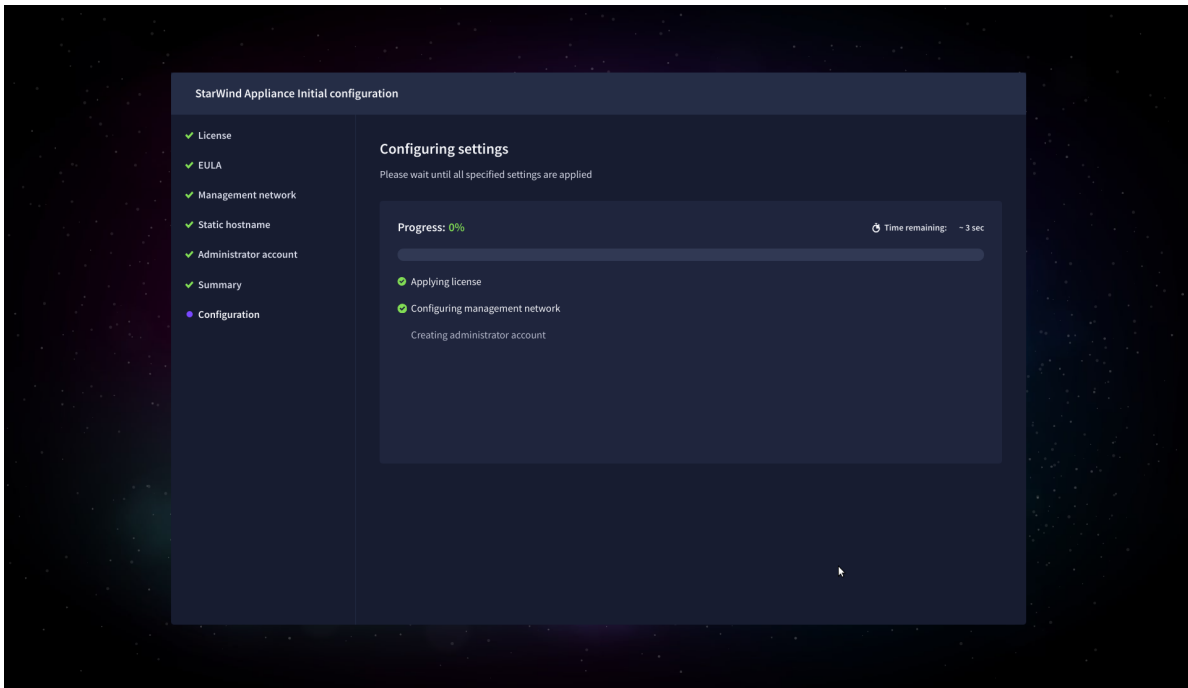 StarWind Appliance Initial configuration
License
EULA
Management network
Static hostname
Administrator account
Summary
Configuration
Configuring settings
Please wait until all specified settings are applied
Progress: 0%
Time remaining: ~ 3 sec
Applying license
Configuring management network
Creating administrator account